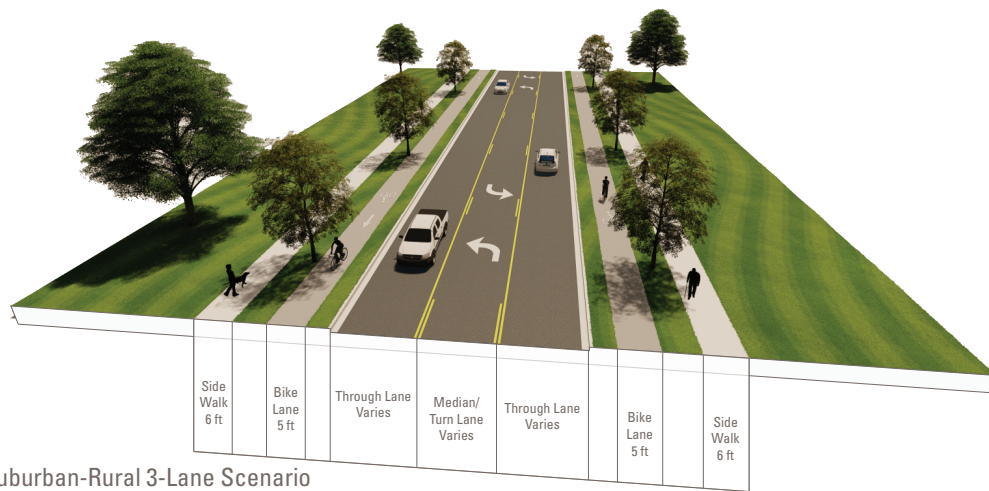 Side
Walk
6 ft
Bike
Lane
5 ft
Through Lane
Varies
Median/
Turn Lane
Varies
Through Lane
Varies
Bike
Lane
5 ft
Side
Walk
6 ft
uburban-Rural 3-Lane Scenario